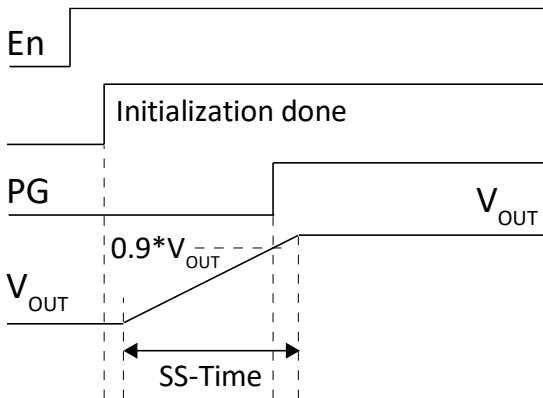 En
Initialization done
PG
V_OUT
0.9*V_OUT
V_OUT
SS-Time